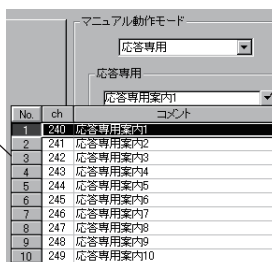 マニュアル動作モード
応答専用
応答専用
応答専用案内1
No. ch コメント
1 240 応答専用案内1
2 241 応答専用案内2
3 242 応答専用案内3
4 243 応答専用案内4
5 244 応答専用案内5
6 245 応答専用案内6
7 246 応答専用案内7
8 247 応答専用案内8
9 248 応答専用案内9
10 249 応答専用案内10